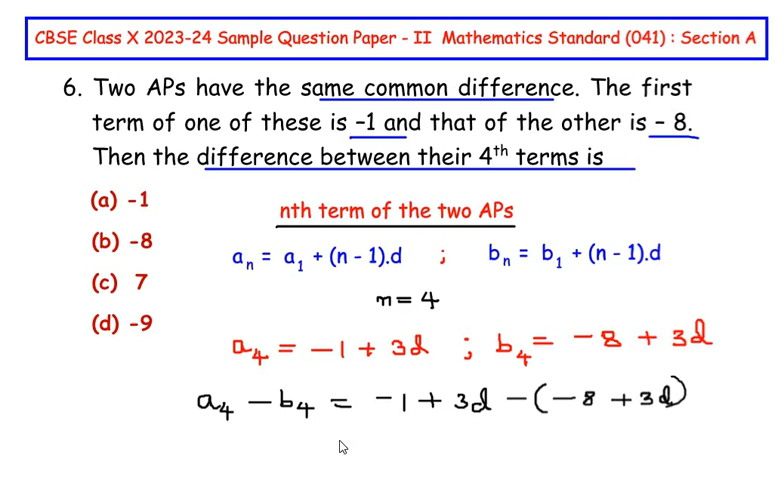 CBSE Class X 2023-24 Sample Question Paper - II Mathematics Standard (041) : Section A
6. Two APs have the same common difference. The first
term of one of these is -1 and that of the other is - 8.
Then the difference between their 4th terms is
(a) -1
(b) -8
(c) 7
(d) -9
nth term of the two APs
aₙ = a₁ + (n - 1).d ; bₙ = b₁ + (n - 1).d
n = 4
a₄ = -1 + 3d ; b₄ = -8 + 3d
a₄ - b₄ = -1 + 3d - (-8 + 3d)